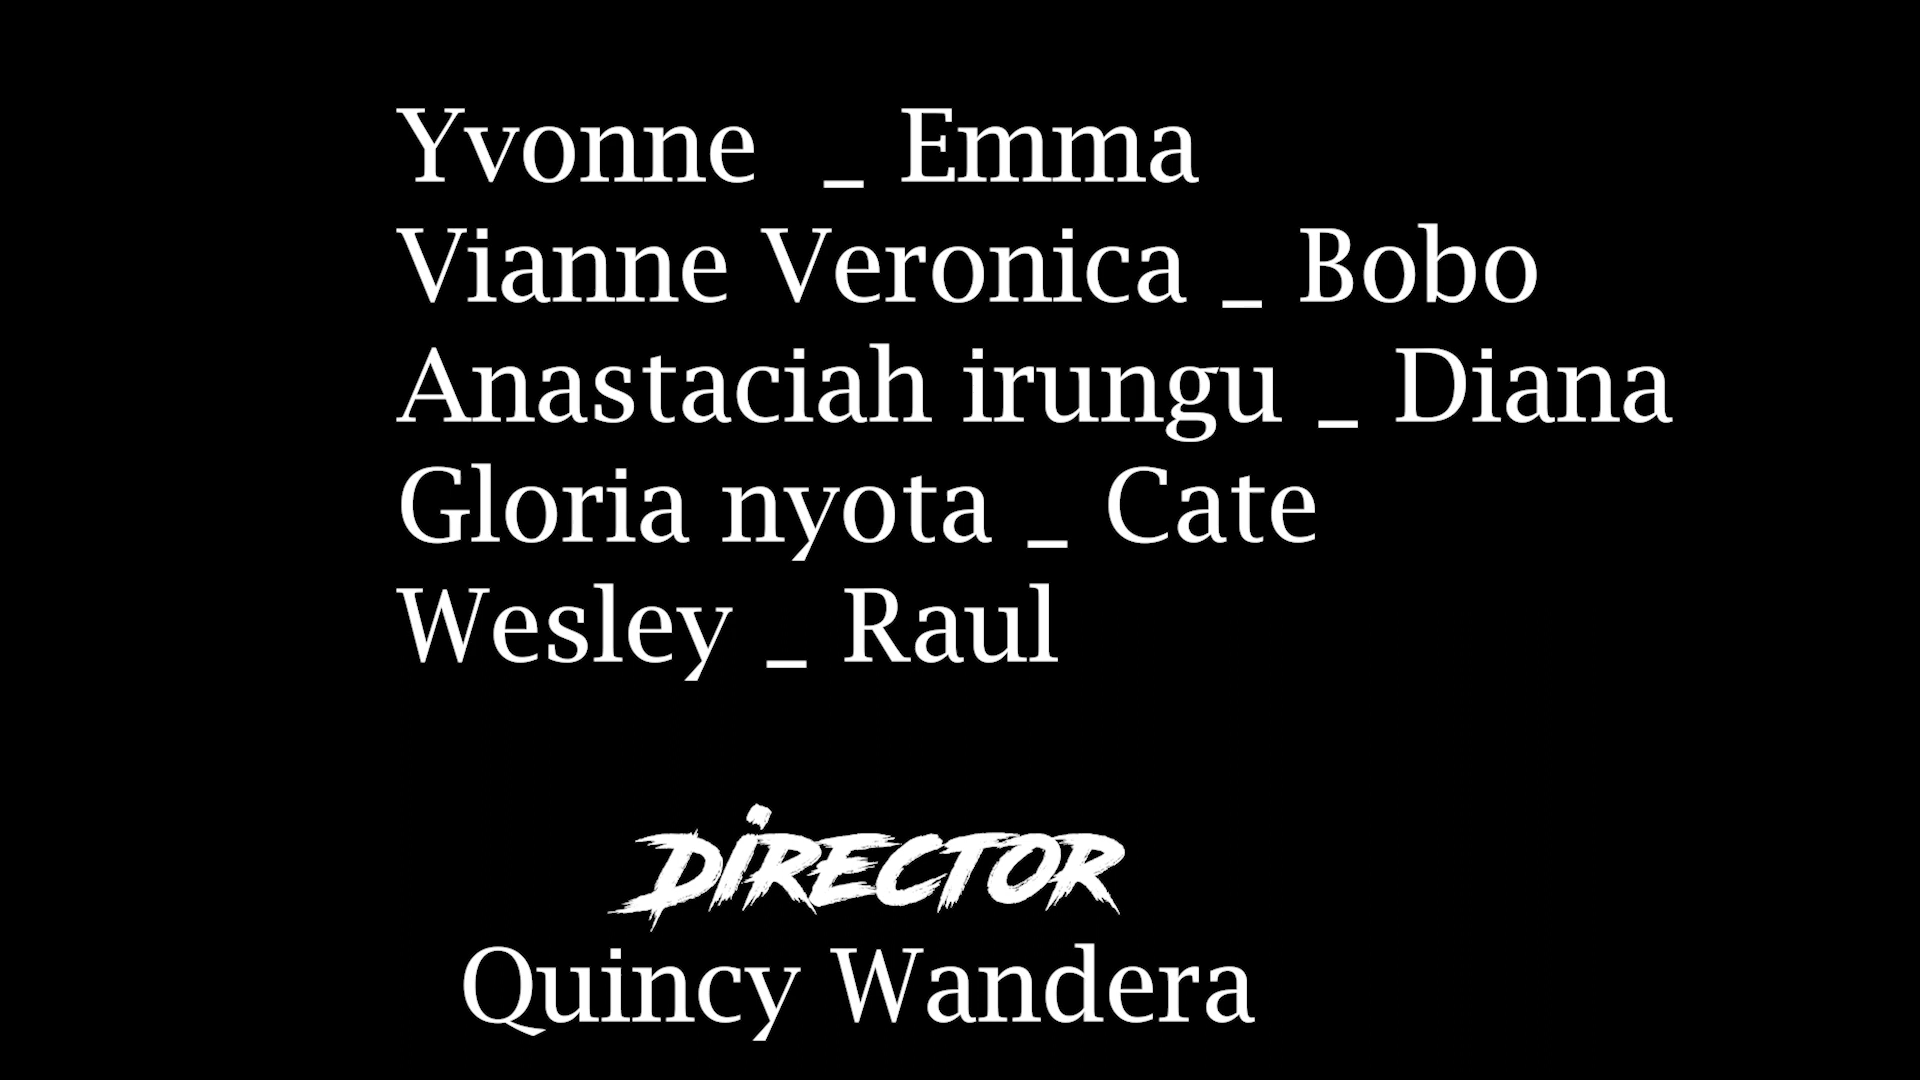 Yvonne  _ Emma
Vianne Veronica _ Bobo
Anastaciah irungu _ Diana
Gloria nyota _ Cate
Wesley _ Raul
DIRECTOR
Quincy Wandera